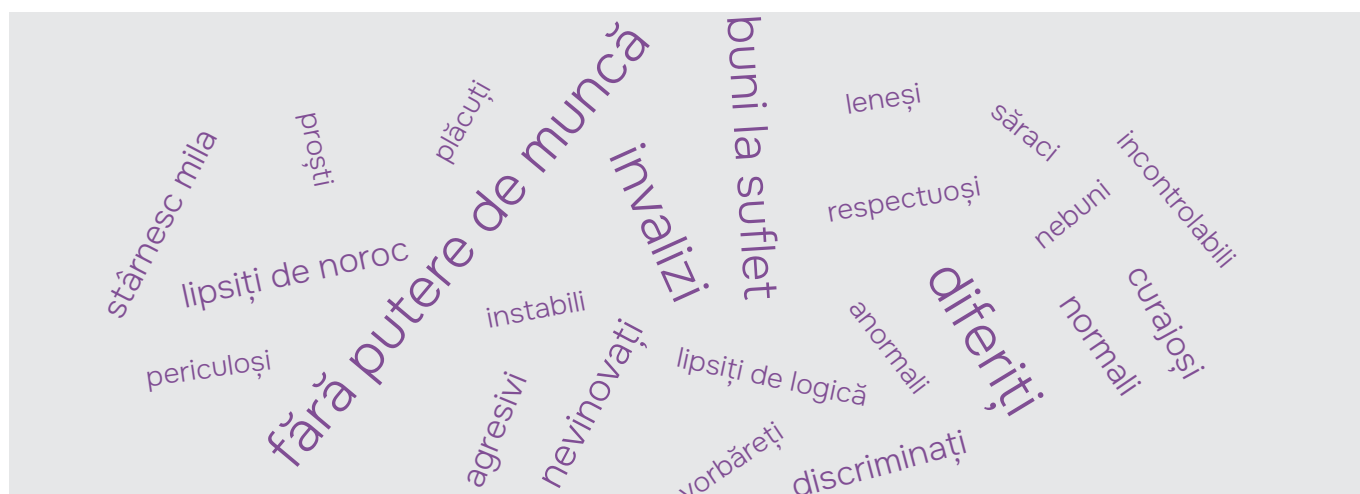 buni la suflet
fără putere de muncă
plăcuți
leneși
săraci
proști
stârnesc mila
invalizi
incontrolabili
respectuoși
nebuni
lipsiți de noroc
diferiți
curajoși
instabili
normali
anormali
nevinovați
periculoși
lipsiți de logică
agresivi
vorbăreți
discriminați